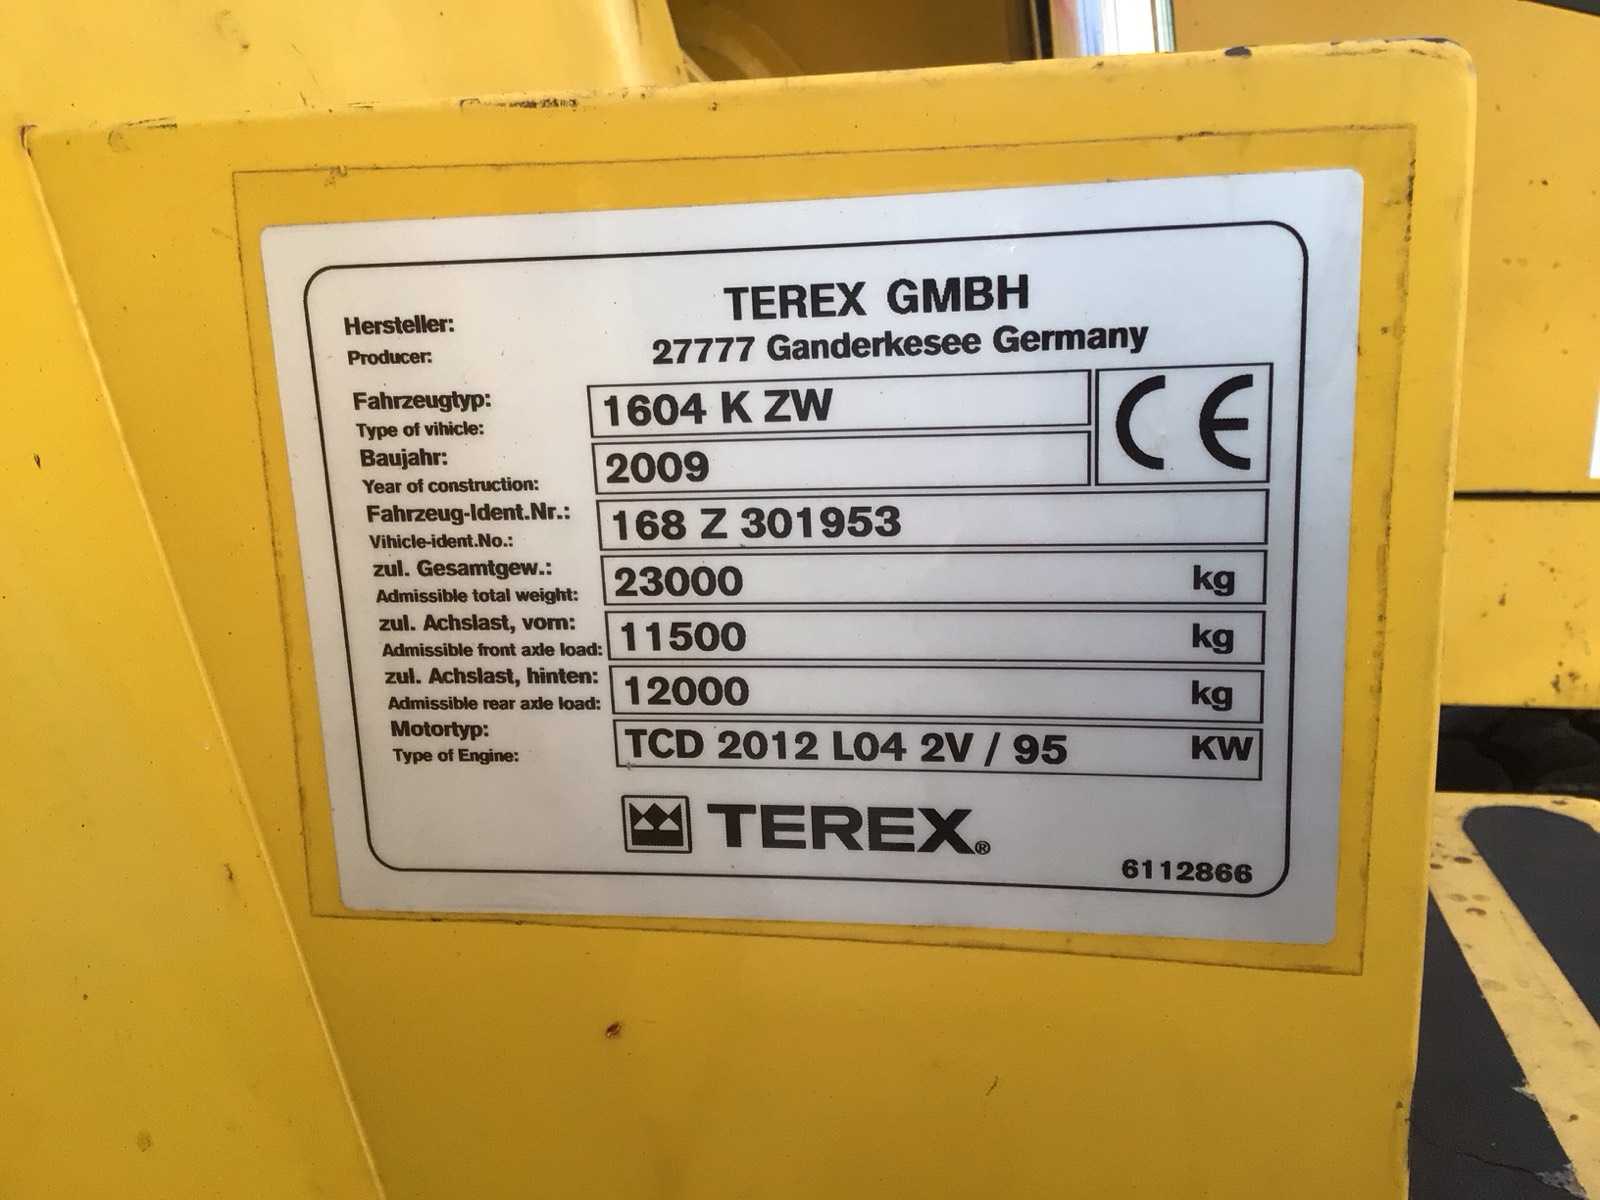 TEREX GMBH
Hersteller:
Producer:
27777 Ganderkesee Germany
Fahrzeugtyp:
Type of vihicle:
1604 K ZW
CE
Baujahr:
Year of construction:
2009
Fahrzeug-Ident.Nr.:
Vihicle-ident.No.:
168 Z 301953
zul. Gesamtgew.:
Admissible total weight:
23000 kg
zul. Achslast, vorn:
Admissible front axle load:
11500 kg
zul. Achslast, hinten:
Admissible rear axle load:
12000 kg
Motortyp:
Type of Engine:
TCD 2012 L04 2V / 95 KW
TEREX®
6112866